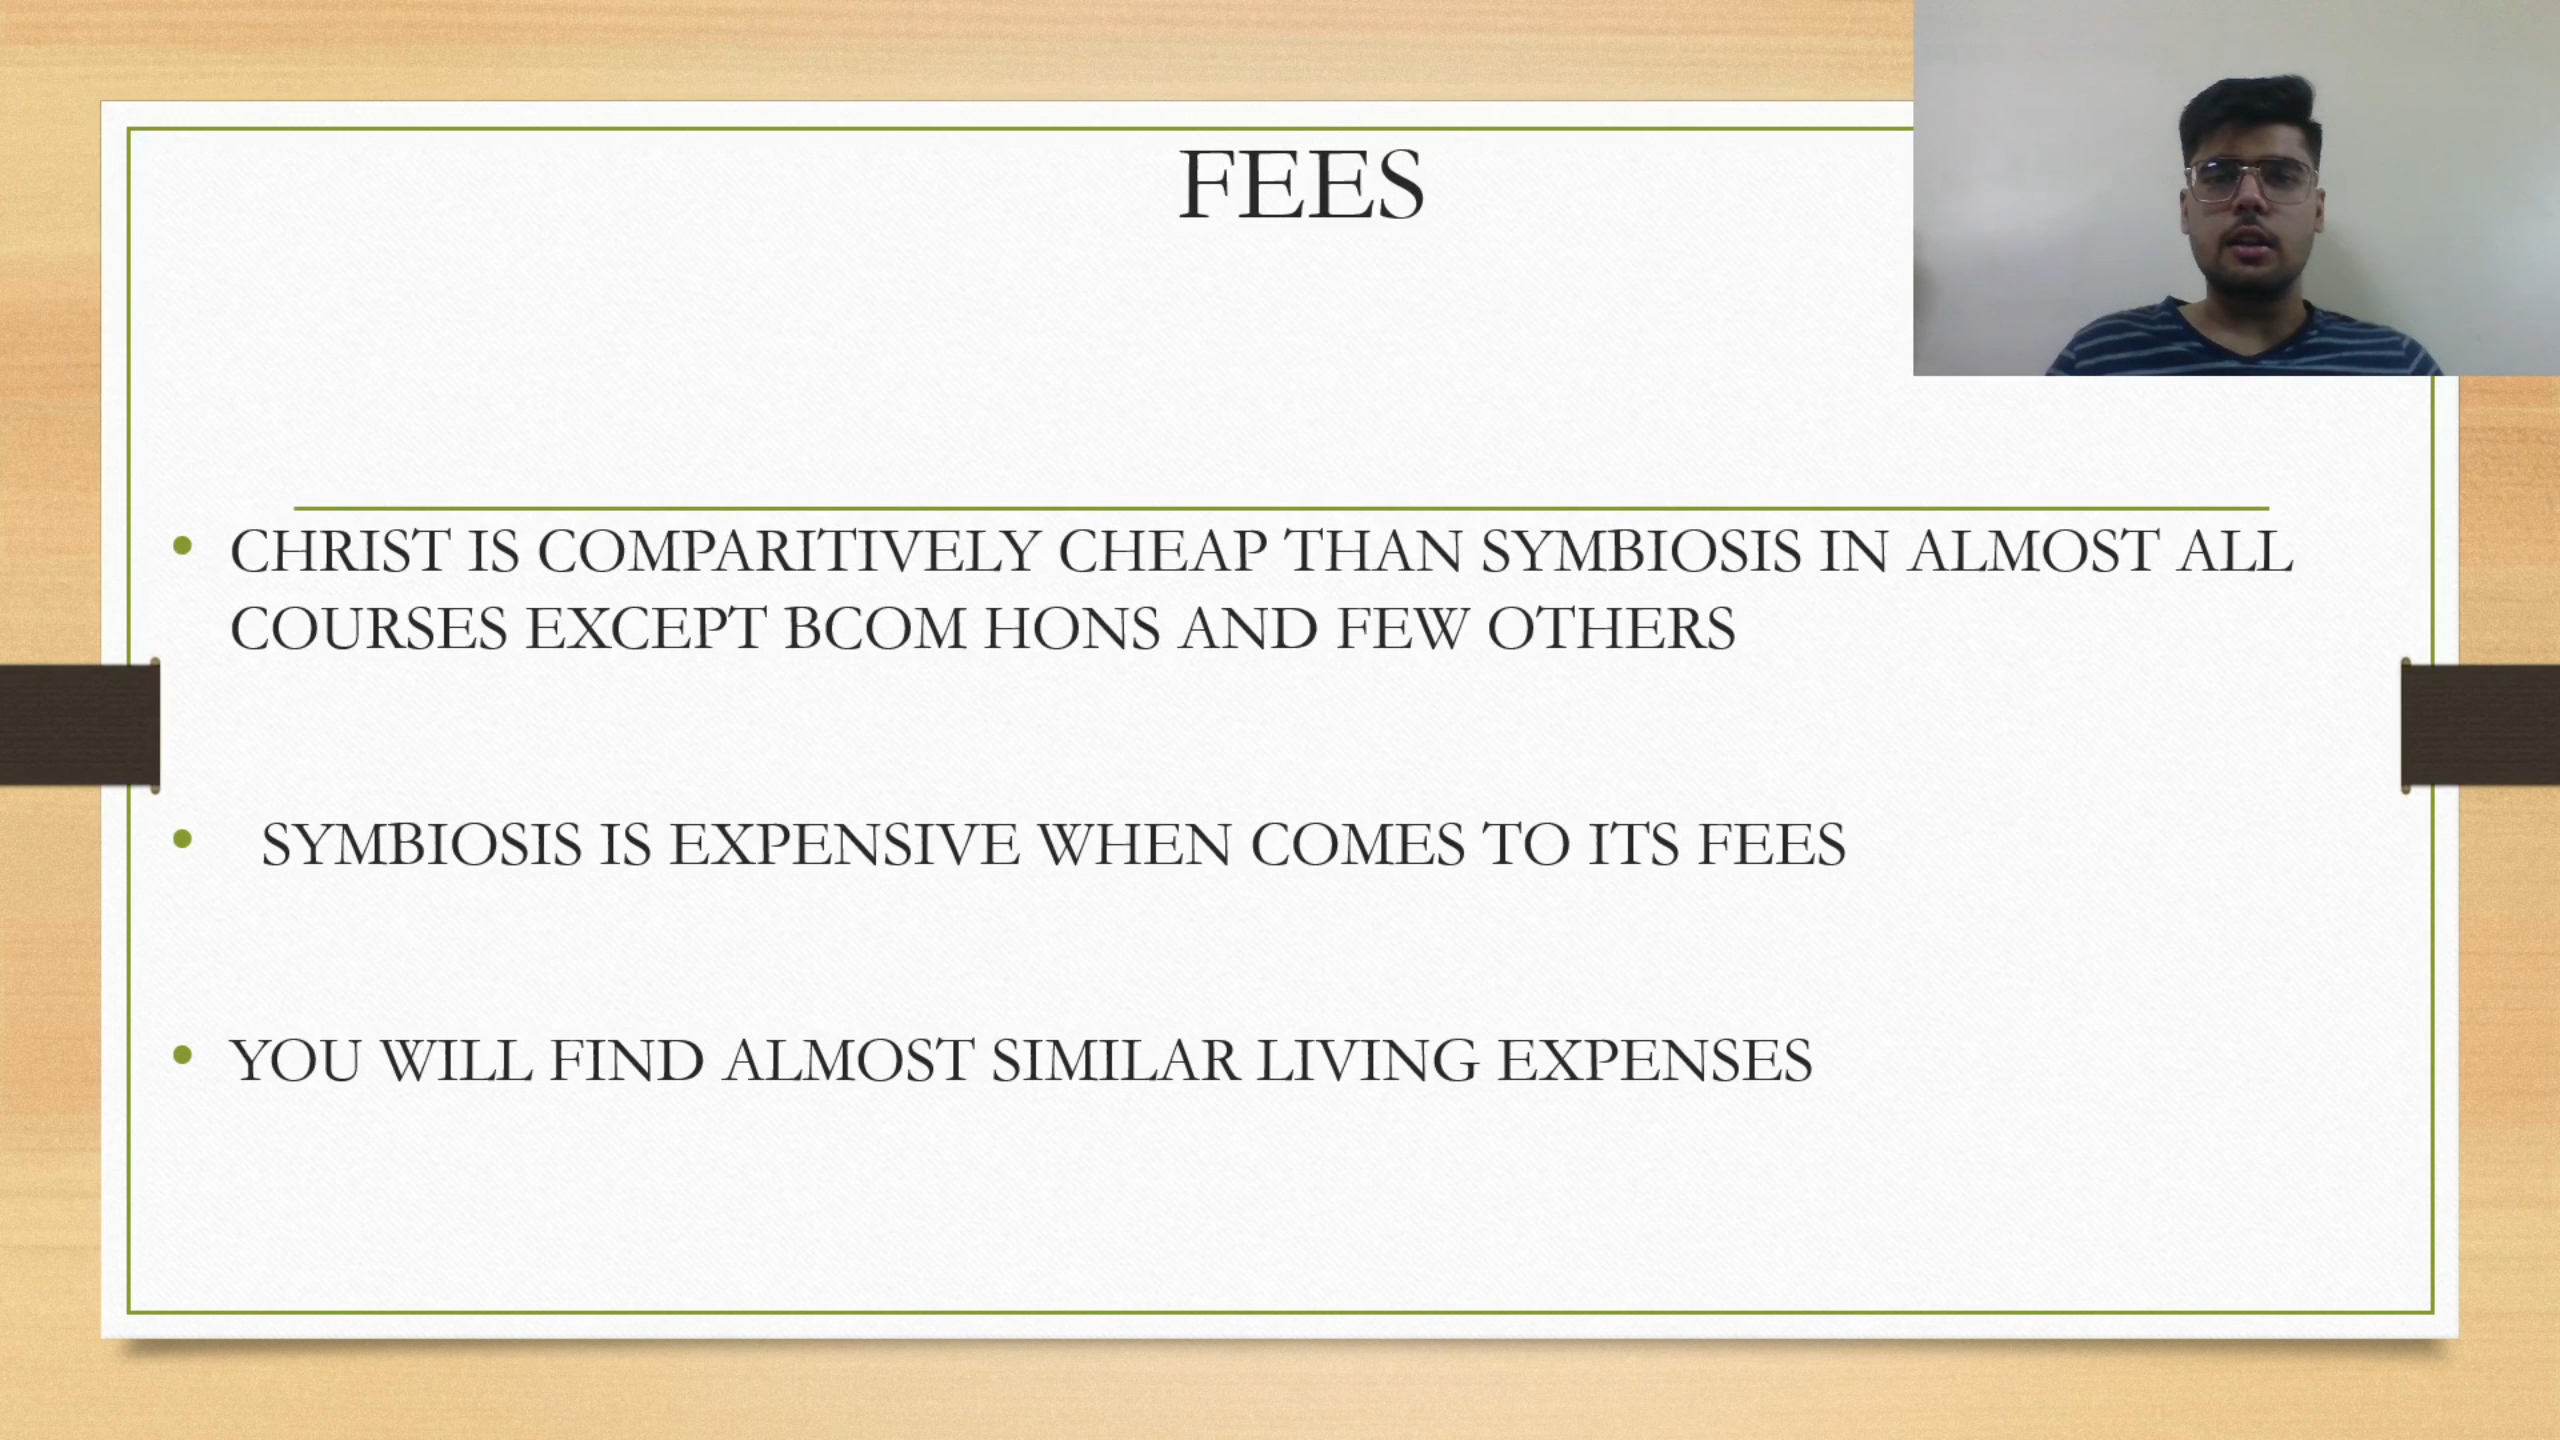 FEES
CHRIST IS COMPARITIVELY CHEAP THAN SYMBIOSIS IN ALMOST ALL
COURSES EXCEPT BCOM HONS AND FEW OTHERS
SYMBIOSIS IS EXPENSIVE WHEN COMES TO ITS FEES
YOU WILL FIND ALMOST SIMILAR LIVING EXPENSES